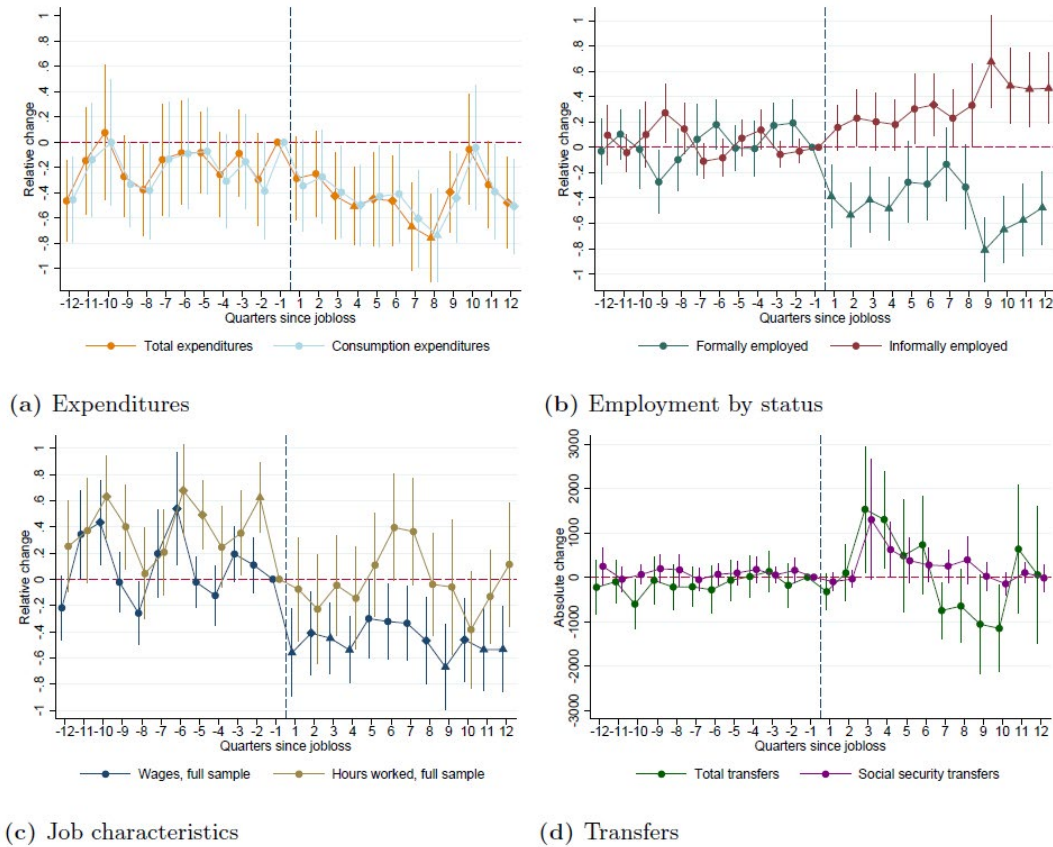 Relative change
1
.8
.6
.4
.2
0
-.2
-.4
-.6
-.8
-1
-12 -11 -10 -9 -8 -7 -6 -5 -4 -3 -2 -1 1 2 3 4 5 6 7 8 9 10 11 12
Quarters since jobloss
Total expenditures Consumption expenditures
(a) Expenditures
Relative change
1
.8
.6
.4
.2
0
-.2
-.4
-.6
-.8
-1
-12 -11 -10 -9 -8 -7 -6 -5 -4 -3 -2 -1 1 2 3 4 5 6 7 8 9 10 11 12
Quarters since jobloss
Formally employed Informally employed
(b) Employment by status
Relative change
1
.8
.6
.4
.2
0
-.2
-.4
-.6
-.8
-1
-12 -11 -10 -9 -8 -7 -6 -5 -4 -3 -2 -1 1 2 3 4 5 6 7 8 9 10 11 12
Quarters since jobloss
Wages, full sample Hours worked, full sample
(c) Job characteristics
Absolute change
3000
2000
1000
0
-1000
-2000
-3000
-12 -11 -10 -9 -8 -7 -6 -5 -4 -3 -2 -1 1 2 3 4 5 6 7 8 9 10 11 12
Quarters since jobloss
Total transfers Social security transfers
(d) Transfers